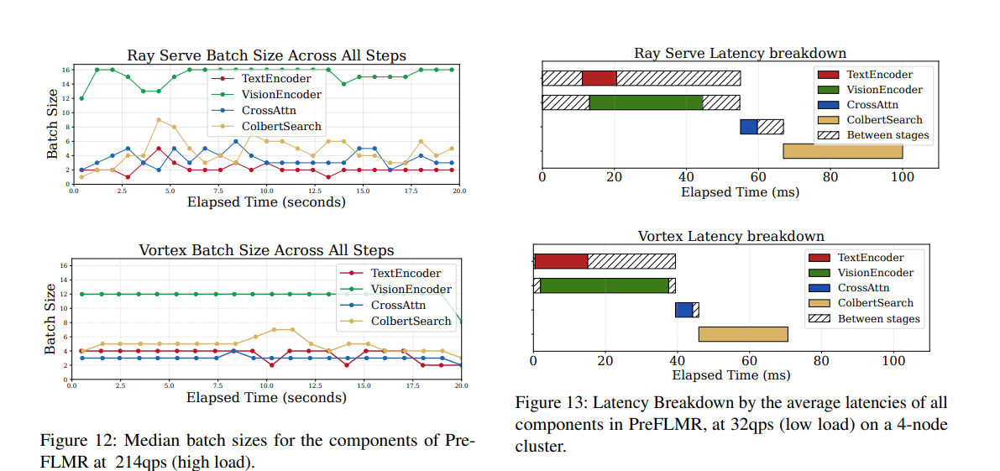 Ray Serve Batch Size Across All Steps
Batch Size
16
14
12
10
8
6
4
2
0
0.0 2.5 5.0 7.5 10.0 12.5 15.0 17.5 20.0
Elapsed Time (seconds)
TextEncoder
VisionEncoder
CrossAttn
ColbertSearch
Vortex Batch Size Across All Steps
Batch Size
16
14
12
10
8
6
4
2
0
0.0 2.5 5.0 7.5 10.0 12.5 15.0 17.5 20.0
Elapsed Time (seconds)
TextEncoder
VisionEncoder
CrossAttn
ColbertSearch
Figure 12: Median batch sizes for the components of Pre-
FLMR at 214qps (high load).
Ray Serve Latency breakdown
TextEncoder
VisionEncoder
CrossAttn
ColbertSearch
Between stages
0 20 40 60 80 100
Elapsed Time (ms)
Vortex Latency breakdown
TextEncoder
VisionEncoder
CrossAttn
ColbertSearch
Between stages
0 20 40 60 80 100
Elapsed Time (ms)
Figure 13: Latency Breakdown by the average latencies of all
components in PreFLMR, at 32qps (low load) on a 4-node
cluster.